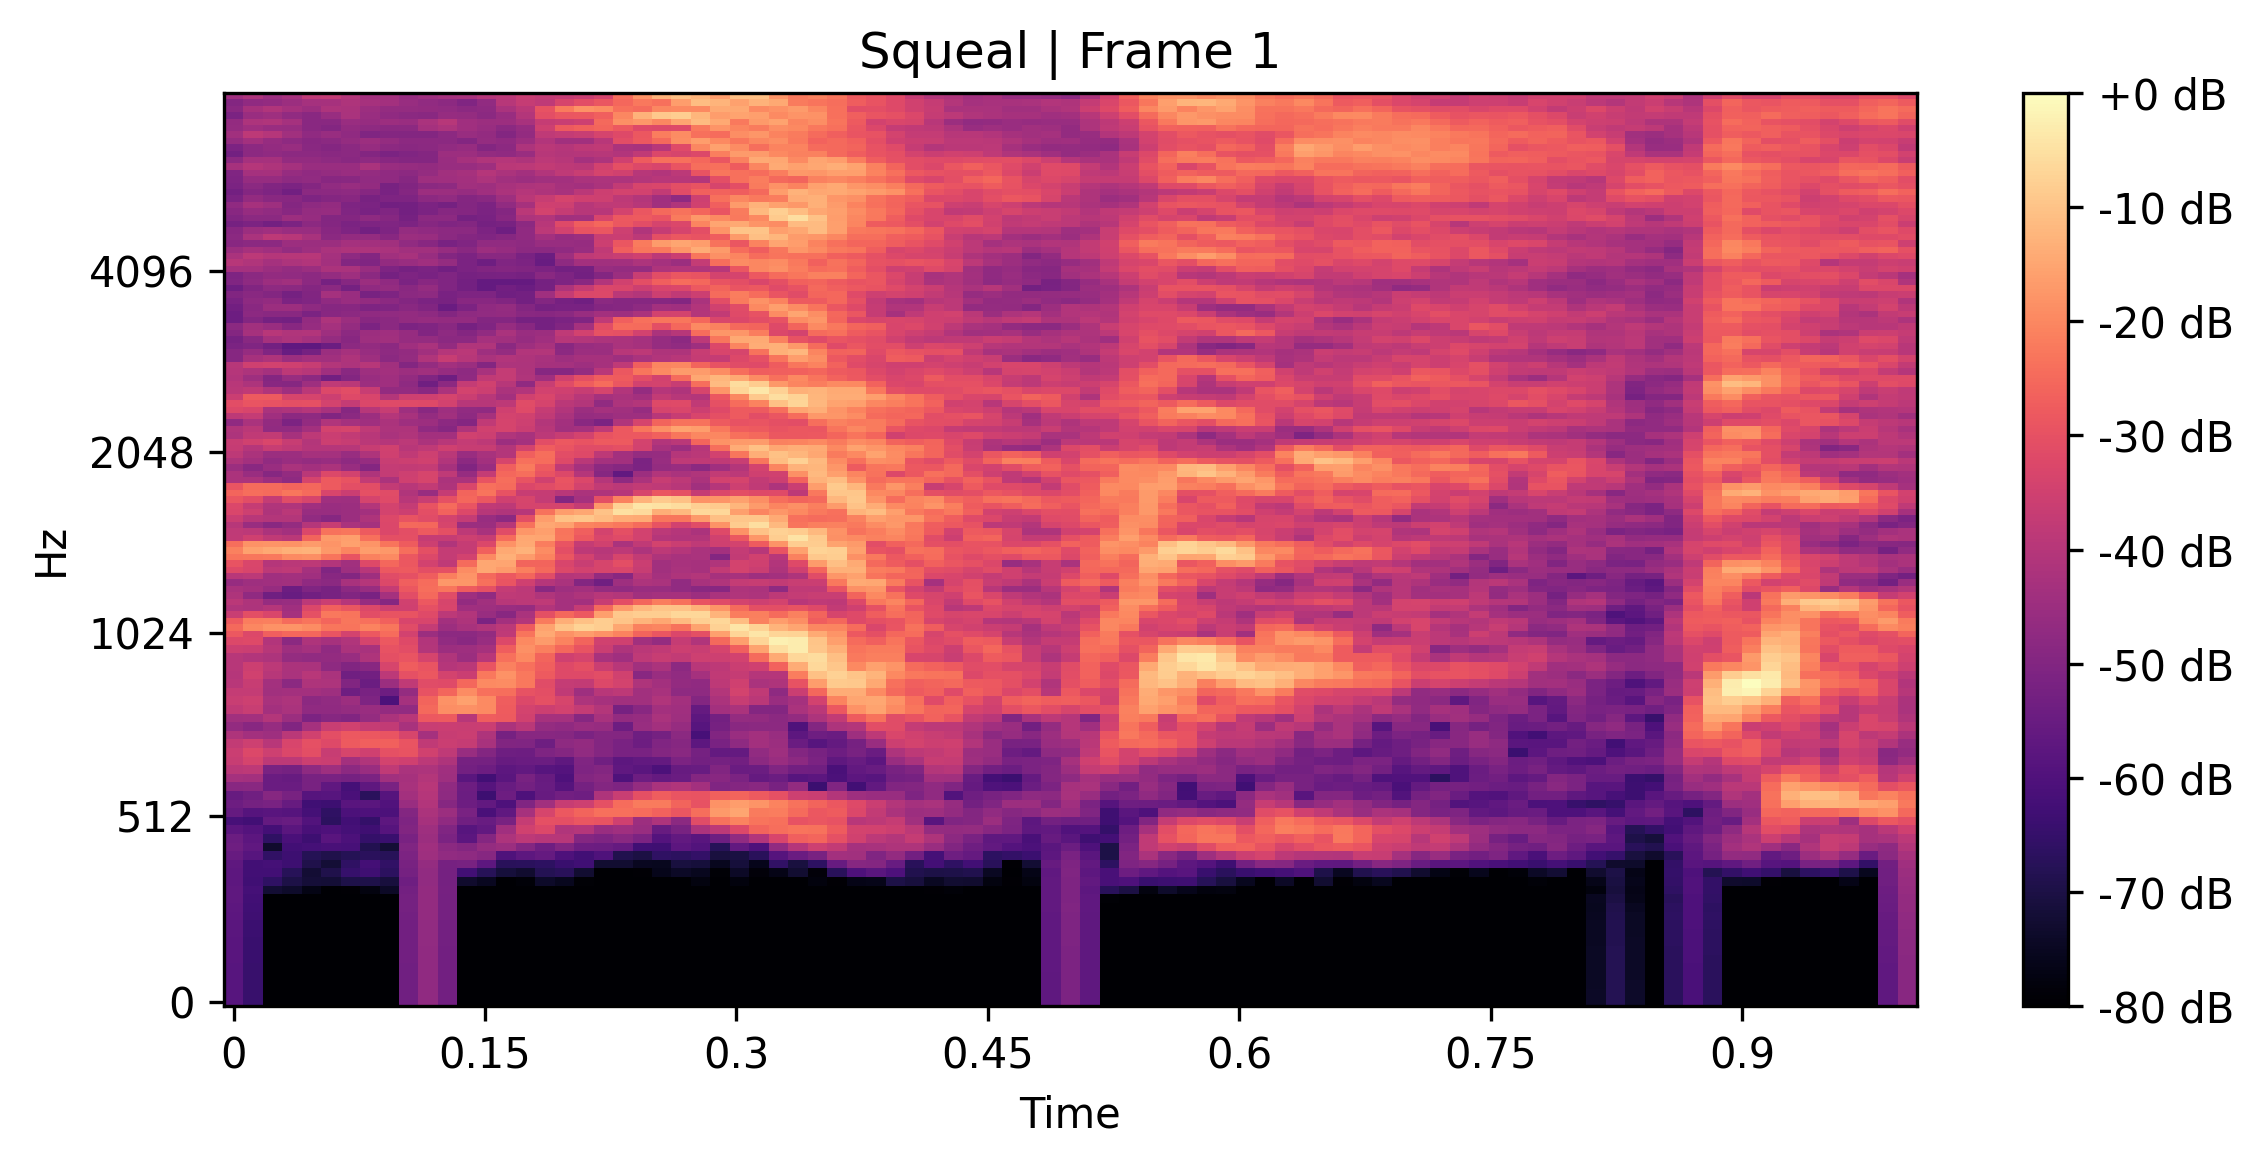 Squeal | Frame 1
Hz
4096
2048
1024
512
0
0 0.15 0.3 0.45 0.6 0.75 0.9
Time
+0 dB
-10 dB
-20 dB
-30 dB
-40 dB
-50 dB
-60 dB
-70 dB
-80 dB